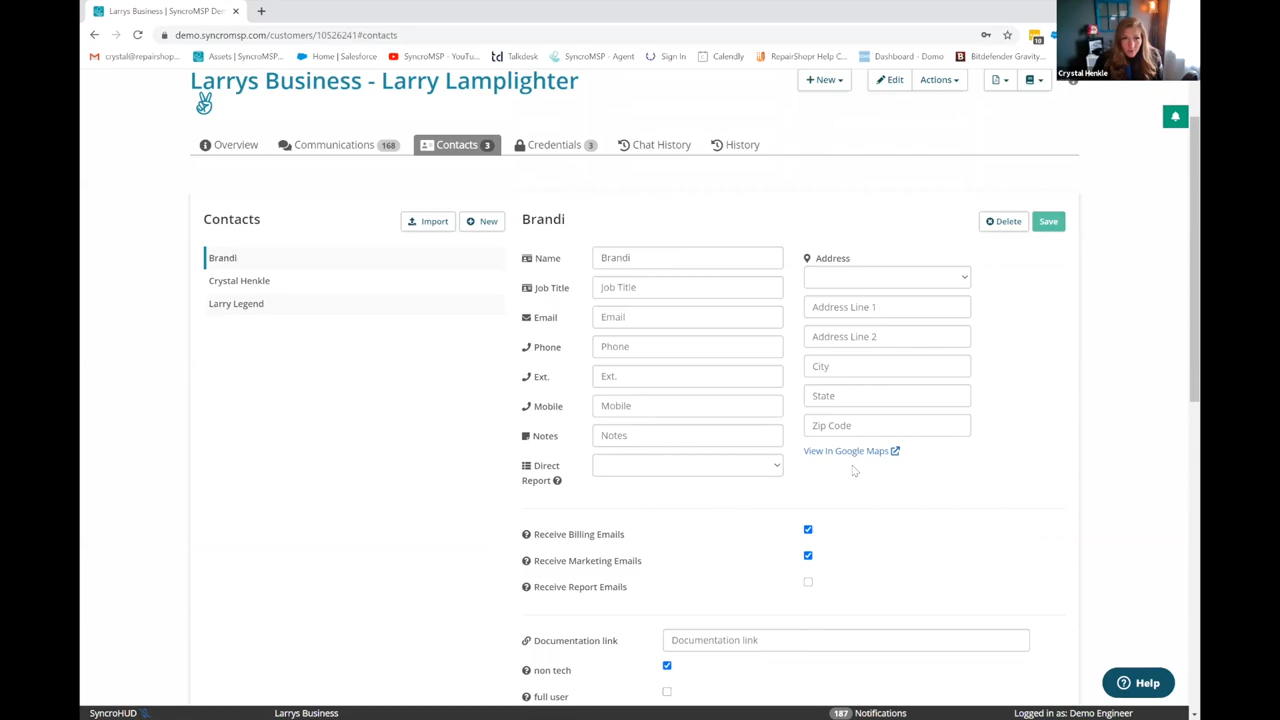 Larrys Business | SyncroMSP Der
demo.syncromsp.com/customers/10526241#contacts
10
crystal@repairshop... Assets | SyncroMSP... Home | Salesforce SyncroMSP - YouTu... Talkdesk SyncroMSP - Agent Sign In Calendly RepairShopr Help C... Dashboard - Domo Bitdefender Gravity...
Crystal Henkle
Larrys Business - Larry Lamplighter
+ New Edit Actions
Overview Communications 168 Contacts 3 Credentials 3 Chat History History
Contacts Import New
Brandi
Crystal Henkle
Larry Legend
Brandi Delete Save
Name Brandi
Job Title Job Title
Email Email
Phone Phone
Ext. Ext.
Mobile Mobile
Notes Notes
Direct
Report
Address
Address Line 1
Address Line 2
City
State
Zip Code
View In Google Maps
Receive Billing Emails
Receive Marketing Emails
Receive Report Emails
Documentation link Documentation link
non tech
full user
Help
SyncroHUD Larrys Business 187 Notifications Logged in as: Demo Engineer